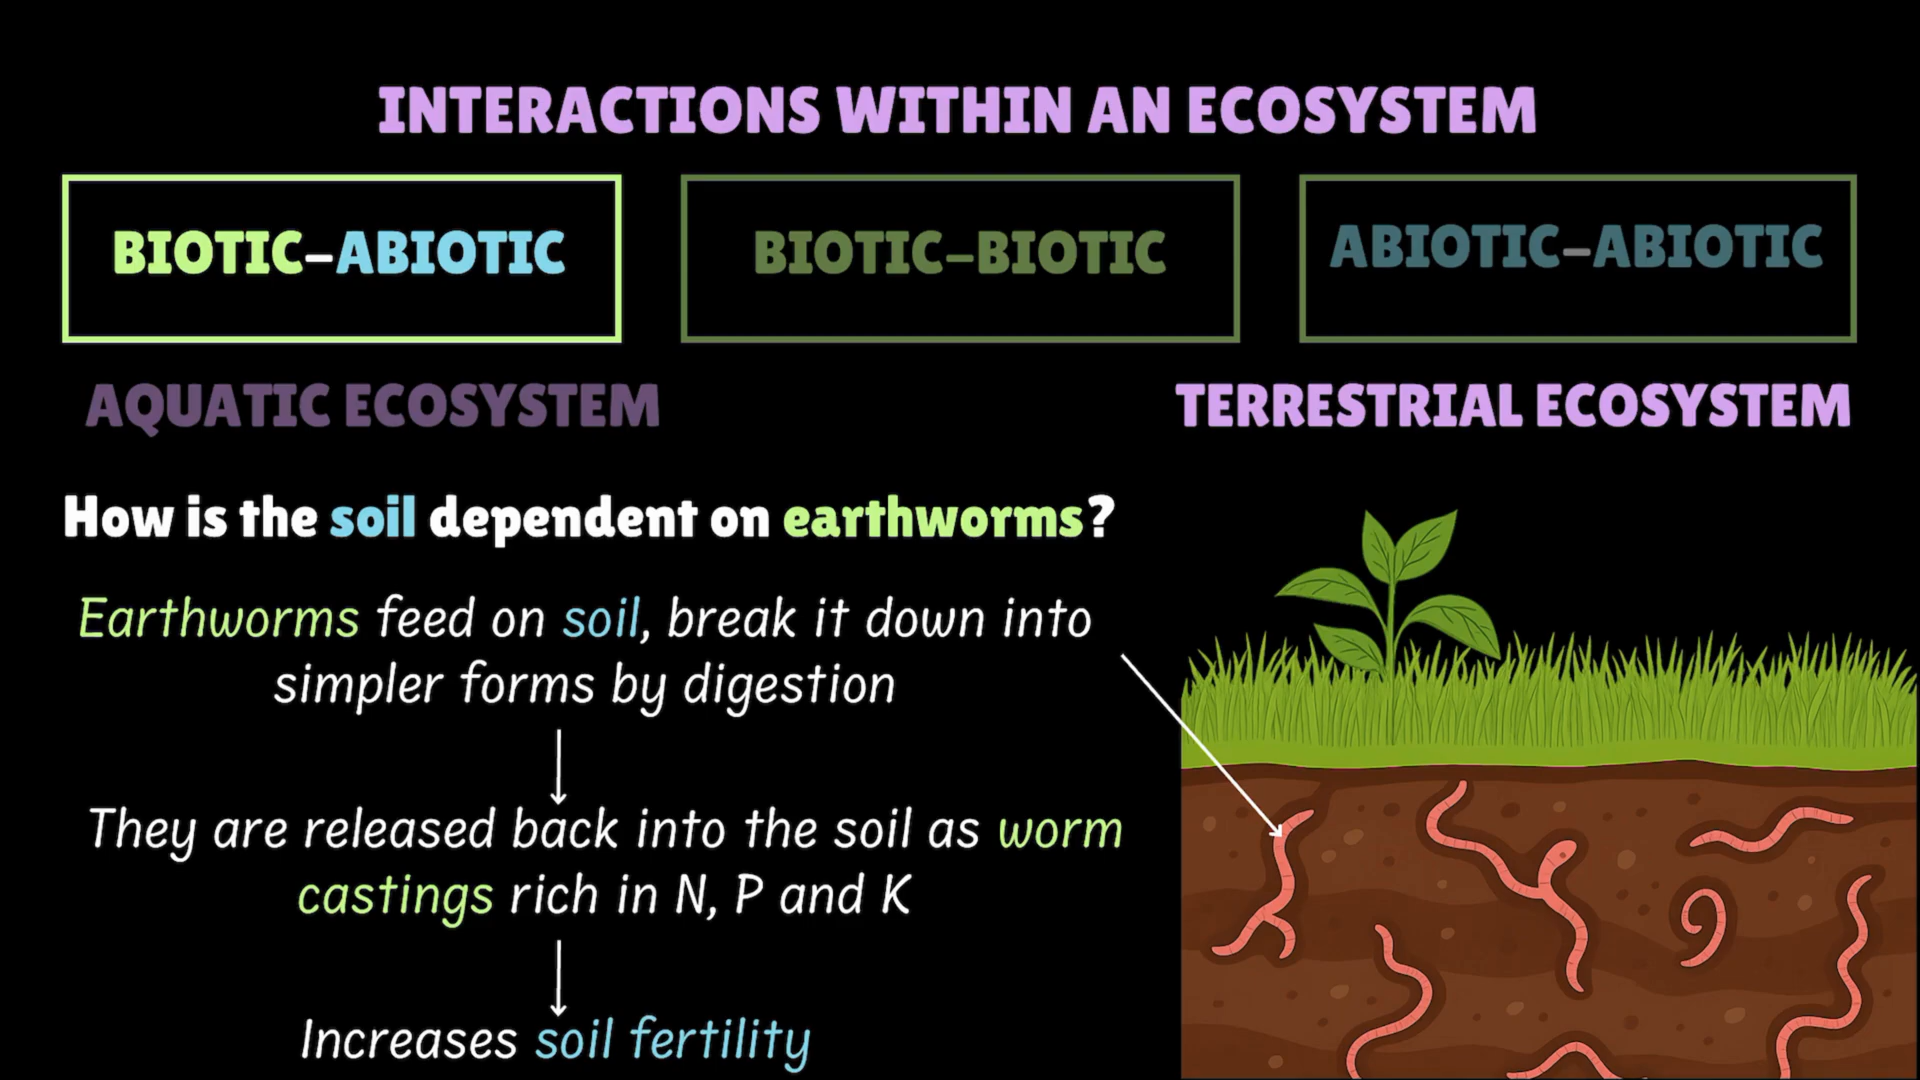 INTERACTIONS WITHIN AN ECOSYSTEM
BIOTIC–ABIOTIC
BIOTIC–BIOTIC
ABIOTIC–ABIOTIC
AQUATIC ECOSYSTEM
TERRESTRIAL ECOSYSTEM
How is the soil dependent on earthworms?
Earthworms feed on soil, break it down into
simpler forms by digestion
They are released back into the soil as worm
castings rich in N, P and K
Increases soil fertility